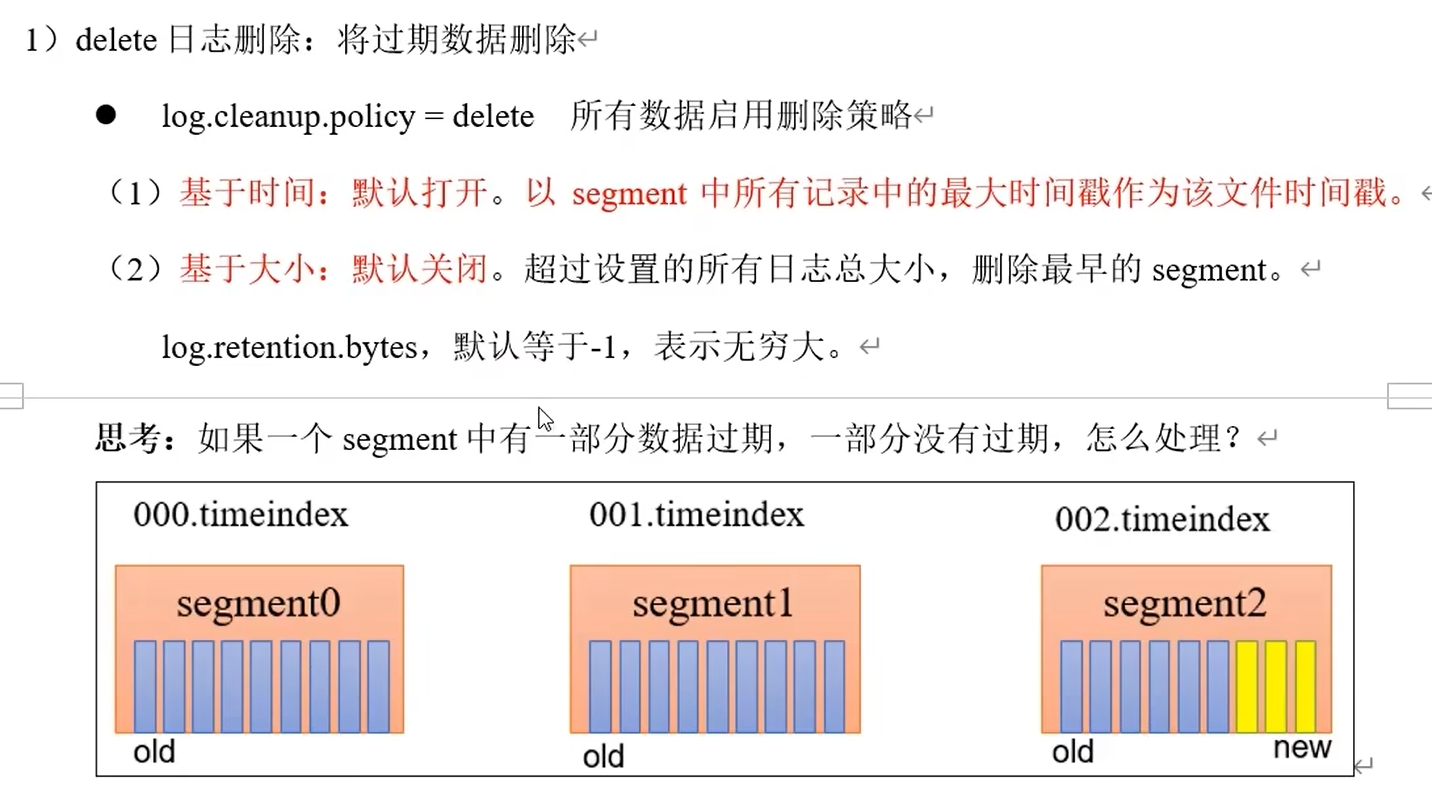 1）delete 日志删除：将过期数据删除↵
● log.cleanup.policy = delete 所有数据启用删除策略↵
（1）基于时间：默认打开。以 segment 中所有记录中的最大时间戳作为该文件时间戳。↵
（2）基于大小：默认关闭。超过设置的所有日志总大小，删除最早的 segment。↵
log.retention.bytes，默认等于-1，表示无穷大。↵
思考：如果一个 segment 中有一部分数据过期，一部分没有过期，怎么处理？↵
000.timeindex 001.timeindex 002.timeindex
segment0 segment1 segment2
old old old new↵